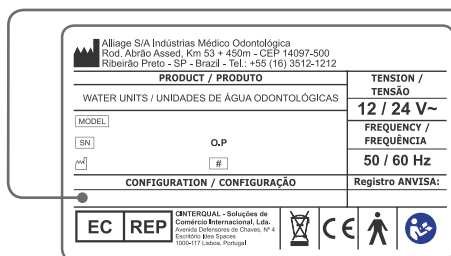 Alliage S/A Indústrias Médico Odontológica
Rod. Abrão Assed, Km 53 + 450m - CEP 14097-500
Ribeirão Preto - SP - Brazil - Tel.: +55 (16) 3512-1212
PRODUCT / PRODUTO
WATER UNITS / UNIDADES DE ÁGUA ODONTOLÓGICAS
MODEL
SN
O.P
#
CONFIGURATION / CONFIGURAÇÃO
TENSION /
TENSÃO
12 / 24 V~
FREQUENCY /
FREQUÊNCIA
50 / 60 Hz
Registro ANVISA:
EC REP
CINTERQUAL - Soluções de
Comércio Internacional, Lda.
Avenida Defensores de Chaves, Nº 4
Escritório Idea Spaces
1000-117 Lisboa, Portugal
CE